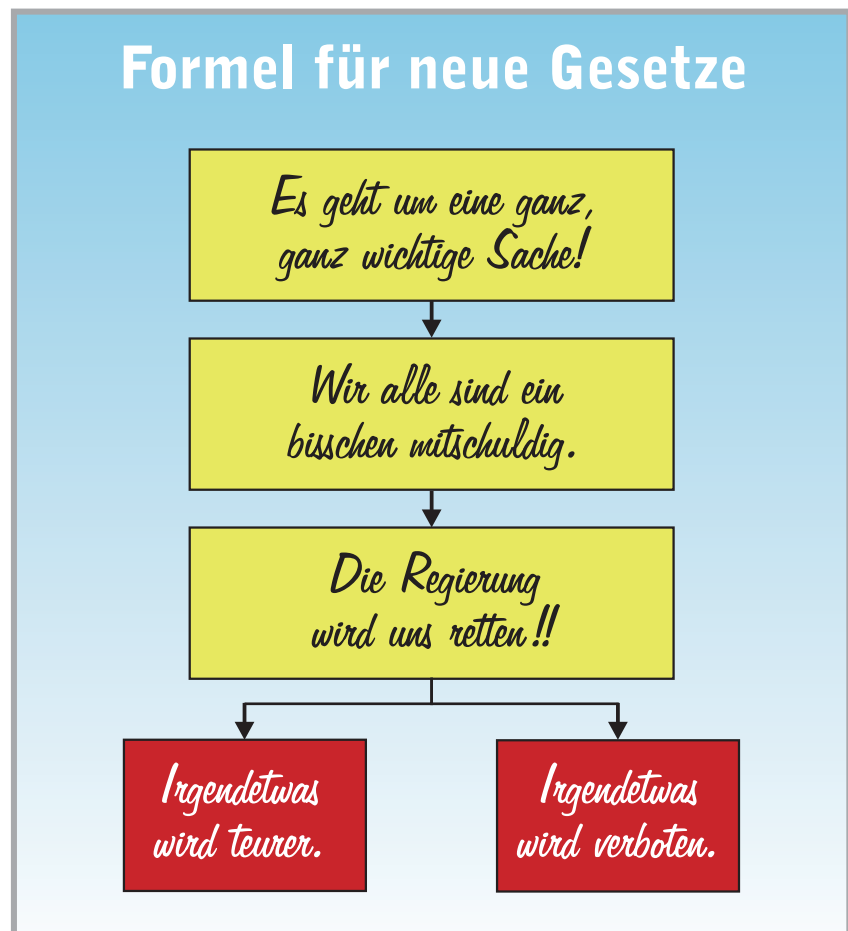 Formel für neue Gesetze
Es geht um eine ganz,
ganz wichtige Sache!
Wir alle sind ein
bisschen mitschuldig.
Die Regierung
wird uns retten!!
Irgendetwas
wird teurer.
Irgendetwas
wird verboten.